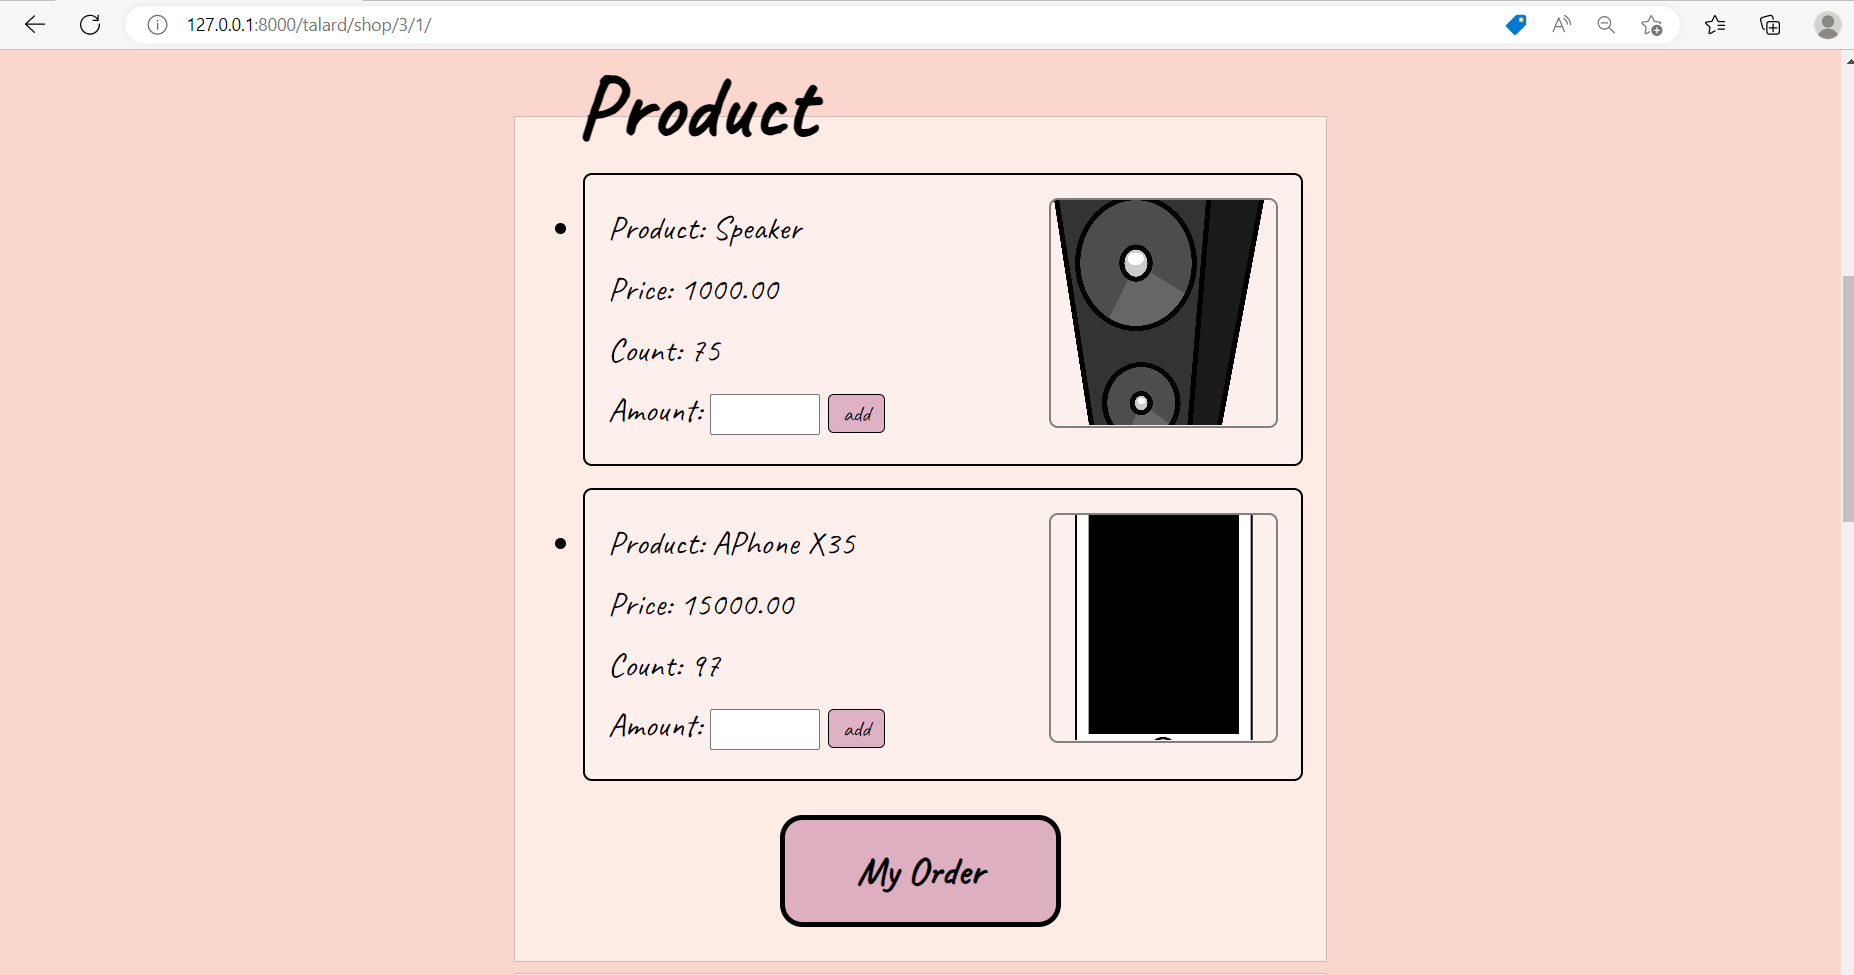 127.0.0.1:8000/talard/shop/3/1/
Product
Product: Speaker
Price: 1000.00
Count: 75
Amount: add
Product: APhone X35
Price: 15000.00
Count: 97
Amount: add
My Order